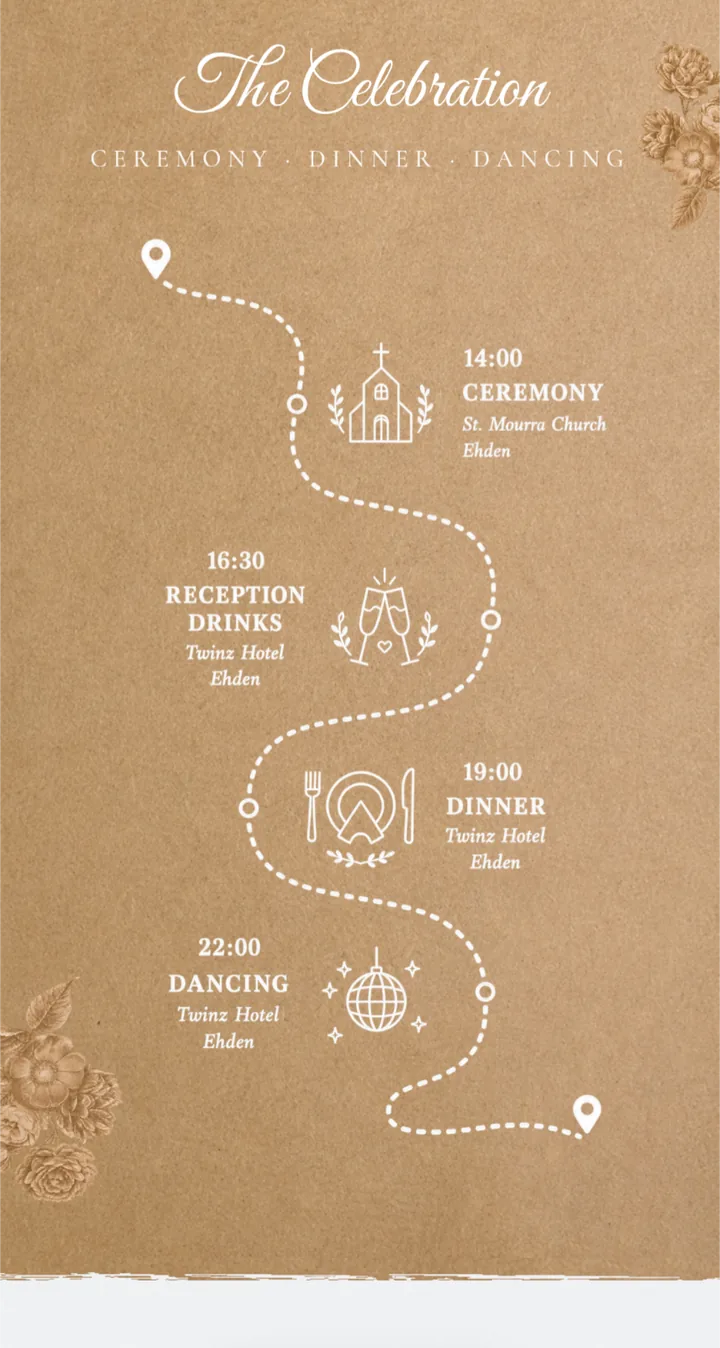 The Celebration
CEREMONY · DINNER · DANCING
14:00
CEREMONY
St. Mourra Church
Ehden
16:30
RECEPTION
DRINKS
Twinz Hotel
Ehden
19:00
DINNER
Twinz Hotel
Ehden
22:00
DANCING
Twinz Hotel
Ehden